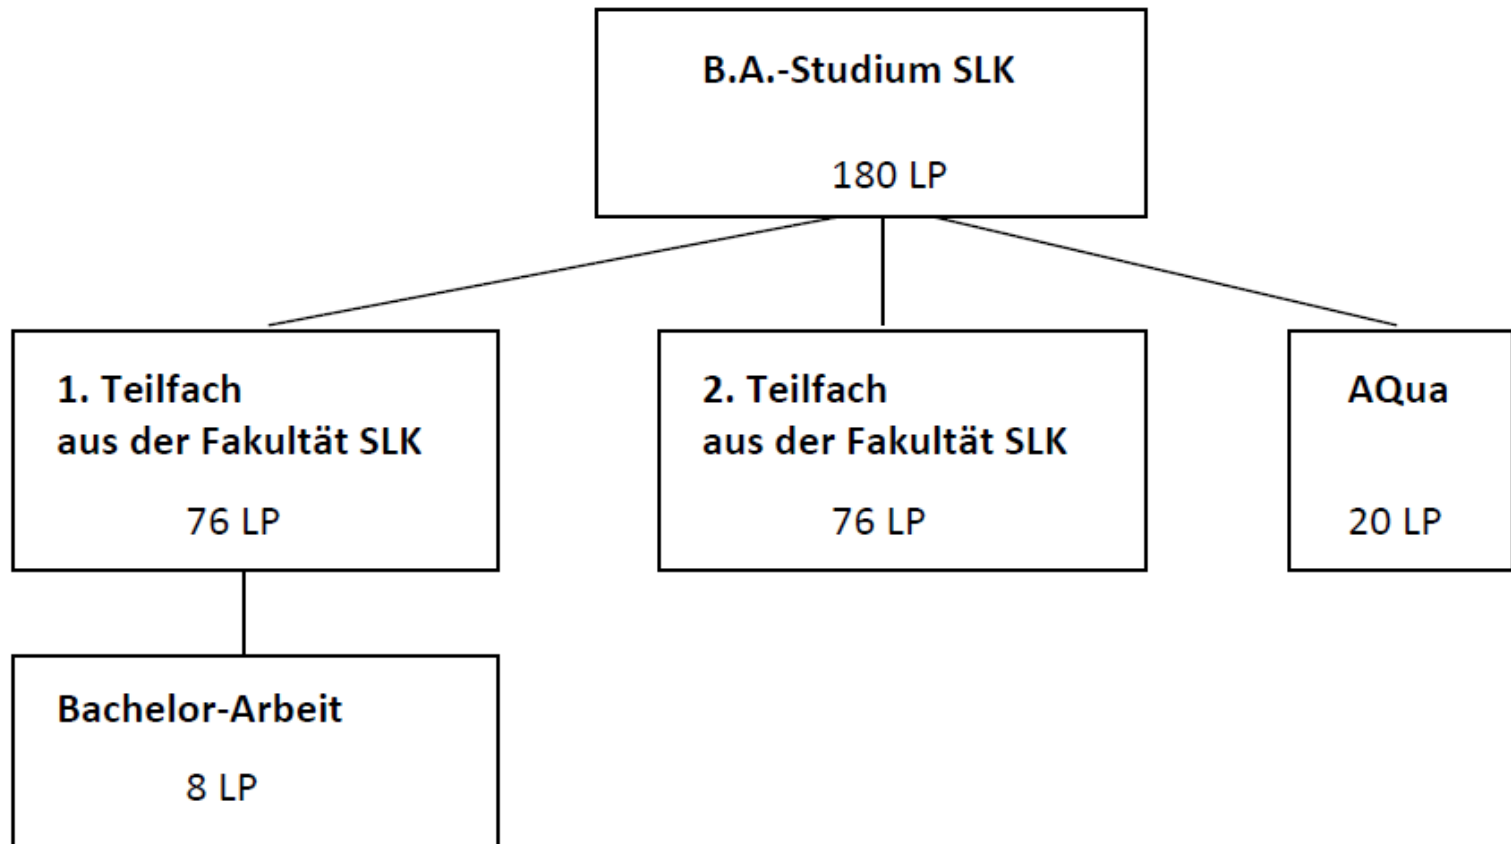 B.A.-Studium SLK
180 LP
1. Teilfach
aus der Fakultät SLK
76 LP
2. Teilfach
aus der Fakultät SLK
76 LP
AQua
20 LP
Bachelor-Arbeit
8 LP